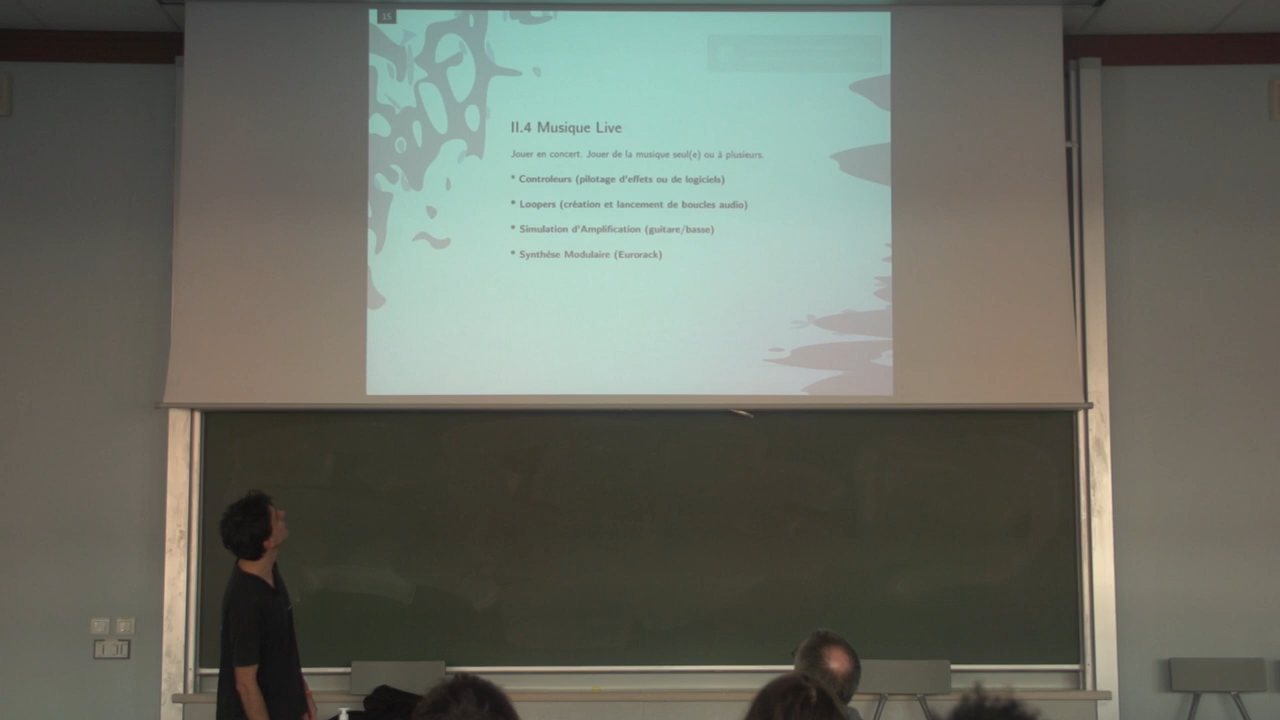 15
II.4 Musique Live
Jouer en concert. Jouer de la musique seul(e) ou à plusieurs.
* Controleurs (pilotage d'effets ou de logiciels)
* Loopers (création et lancement de boucles audio)
* Simulation d'Amplification (guitare/basse)
* Synthése Modulaire (Eurorack)